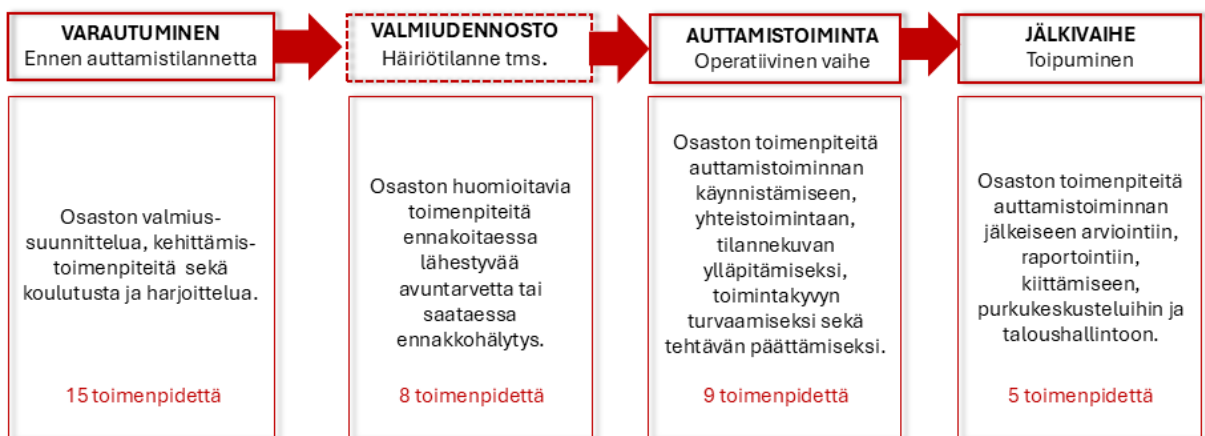 VARAUTUMINEN
Ennen auttamistilannetta
VALMIUDENNOSTO
Häiriötilanne tms.
AUTTAMISTOIMINTA
Operatiivinen vaihe
JÄLKIVAIHE
Toipuminen
Osaston valmius-
suunnittelua, kehittämis-
toimenpiteitä sekä
koulutusta ja harjoittelua.
15 toimenpidettä
Osaston huomioitavia
toimenpiteitä
ennakoitaessa
lähestyvää
avuntarvetta tai
saataessa
ennakkohälytys.
8 toimenpidettä
Osaston toimenpiteitä
auttamistoiminnan
käynnistämiseen,
yhteistoimintaan,
tilannekuvan
ylläpitämiseksi,
toimintakyvyn
turvaamiseksi sekä
tehtävän päättämiseksi.
9 toimenpidettä
Osaston toimenpiteitä
auttamistoiminnan
jälkeiseen arviointiin,
raportointiin,
kiittämiseen,
purkukeskusteluihin ja
taloushallintoon.
5 toimenpidettä